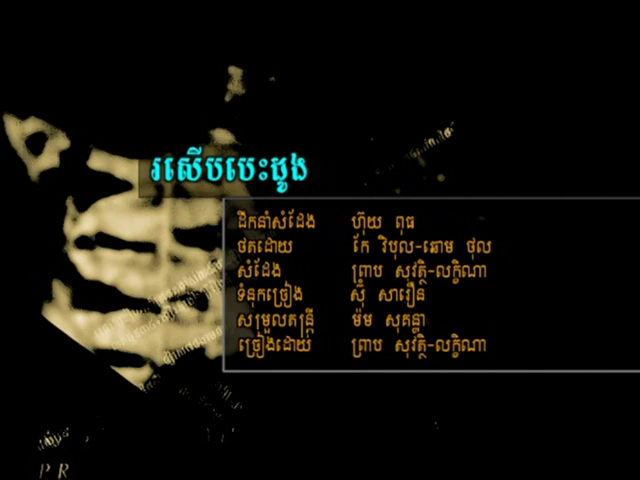 រសើបបេះដូង
ដឹកនាំសំដែង ហ៊ុយ ពុធ
ថតដោយ កែ វិបុល-ឆោម ថុល
សំដែង ព្រាប សុវត្ថិ-លក្ខិណា
ទំនុកច្រៀង ស៊ុំ សារឿន
សម្រួលតន្ត្រី ម៉ម សុគន្ធា
ច្រៀងដោយ ព្រាប សុវត្ថិ-លក្ខិណា
P R